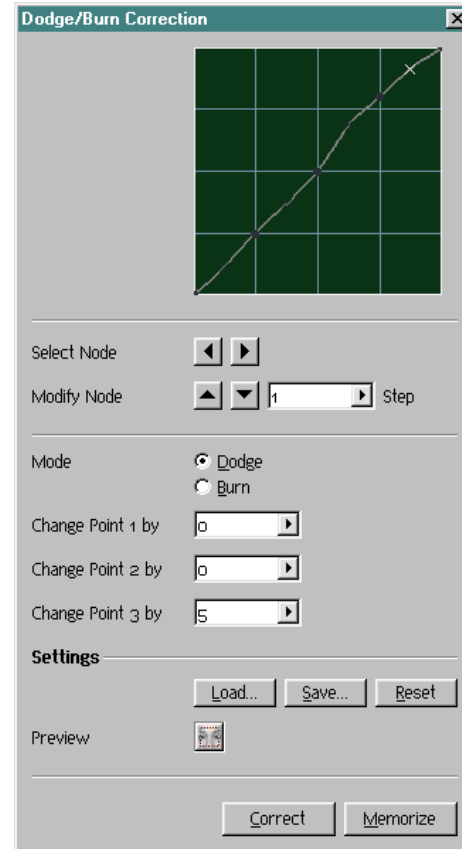 Dodge/Burn Correction
Select Node
Modify Node 1 Step
Mode Dodge
Burn
Change Point 1 by 0
Change Point 2 by 0
Change Point 3 by 5
Settings
Load... Save... Reset
Preview
Correct Memorize